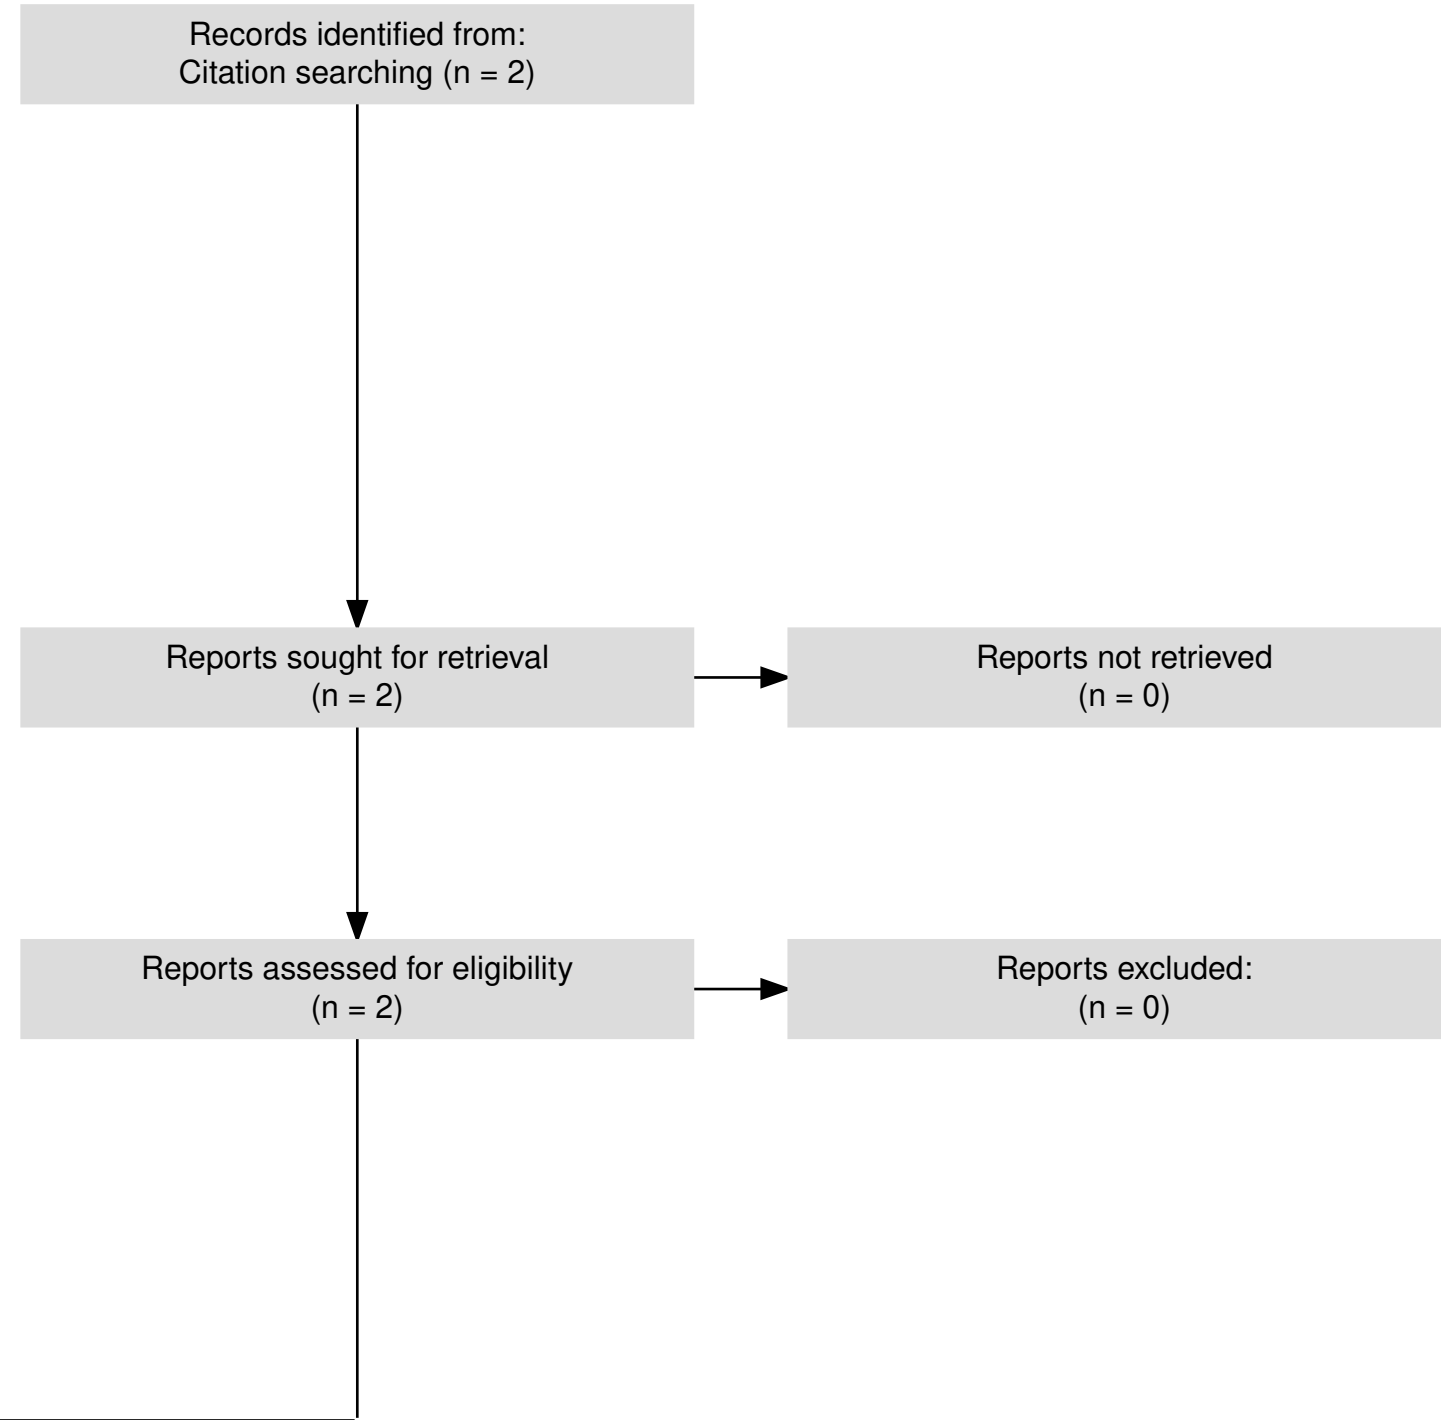 Records identified from:
Citation searching (n = 2)
Reports sought for retrieval
(n = 2)
Reports not retrieved
(n = 0)
Reports assessed for eligibility
(n = 2)
Reports excluded:
(n = 0)